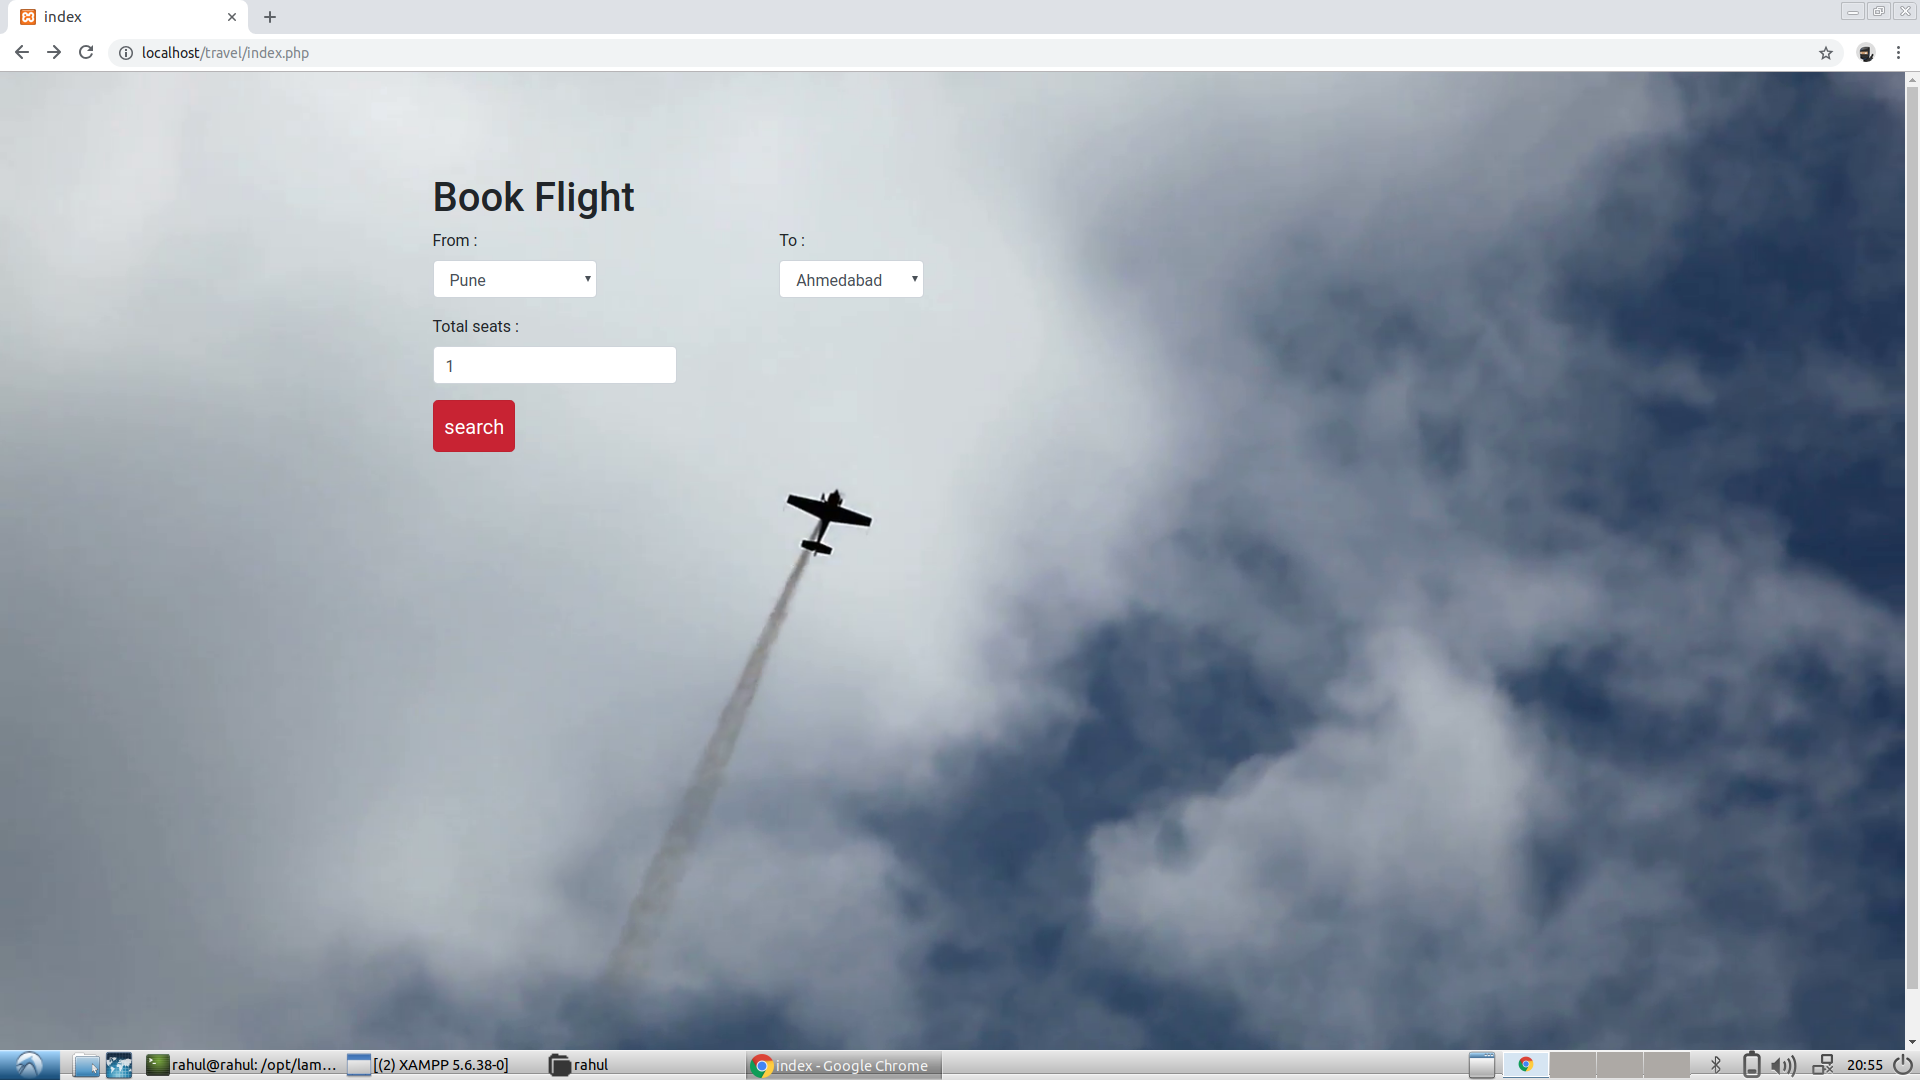 index
localhost/travel/index.php
Book Flight
From :
To :
Pune
Ahmedabad
Total seats :
1
search
rahul@rahul: /opt/lam...
[(2) XAMPP 5.6.38-0]
rahul
index - Google Chrome
20:55